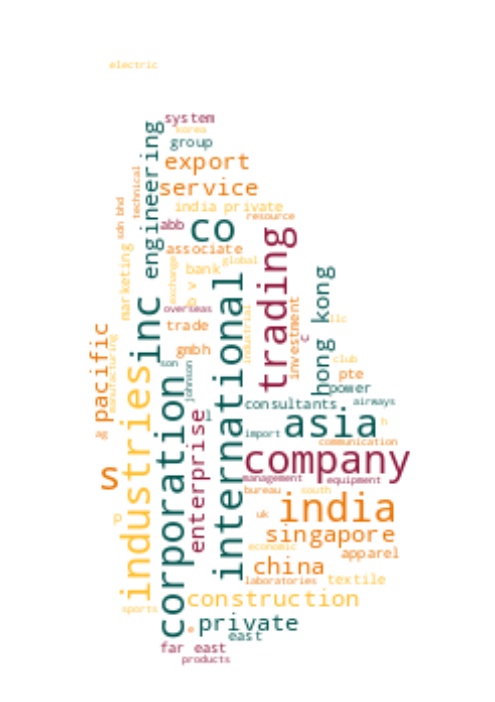 electric
system
korea
group
engineering
export
technical
service
sdn bhd
india private
resource
abb
co
trading
associate
marketing
exchange
global
bank
hong kong
p v
overseas
inc
international
industrial
investment
trade
llc
pacific
manufacturing
gmbh
c
son
club
johnson
pte
power
industries
corporation
enterprise
consultants
airways
asia
h
import
ag
communication
company
s
management
equipment
bureau
south
india
uk
p
singapore
economic
apparel
china
laboratories
textile
construction
sports
private
e
east
far east
products